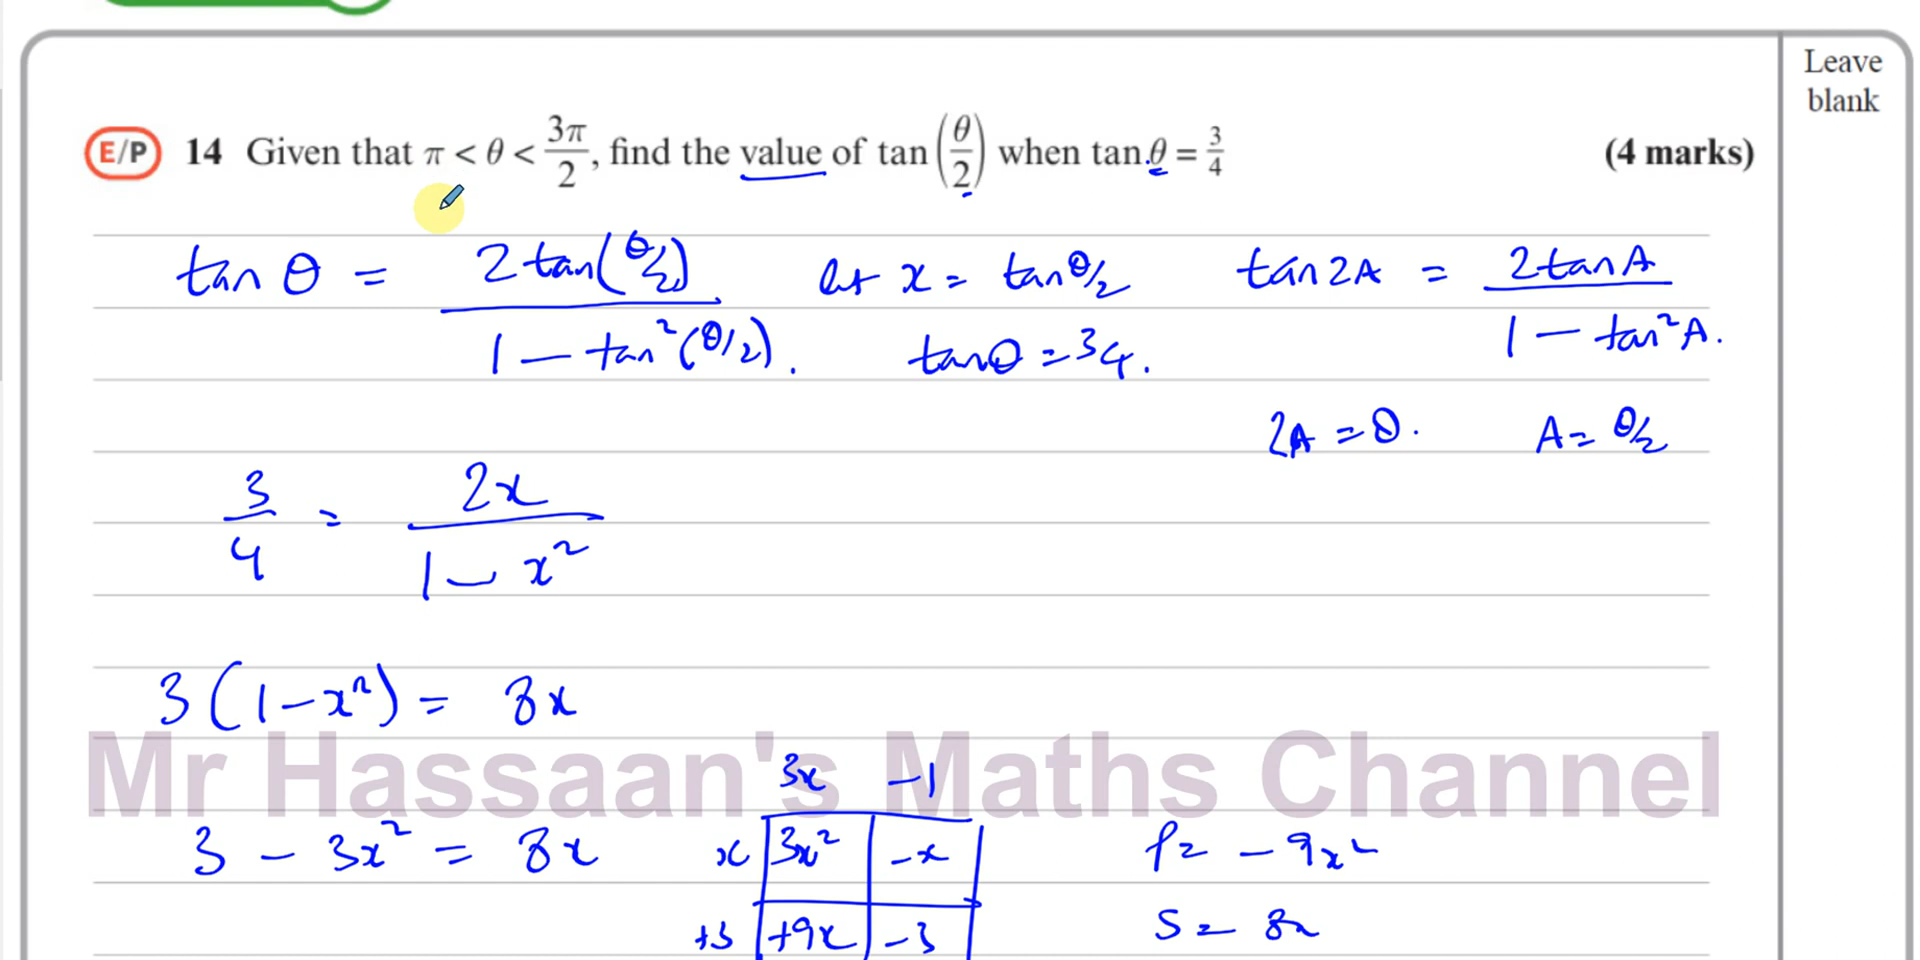 Leave
blank
E/P 14 Given that π < θ < 3π/2, find the value of tan(θ/2) when tan θ = 3/4 (4 marks)
tan θ = 2tan(θ/2) / 1 − tan²(θ/2). let x = tan θ/2 tan 2A = 2tanA / 1 − tan²A.
tanθ = 34.
2A = θ. A = θ/2
3/4 = 2x / 1 − x²
3(1 − x²) = 8x
Mr Hassaan's Maths Channel
3x −1
3 − 3x² = 8x x 3x² −x P = −9x²
+3 +9x −3 S = 8x